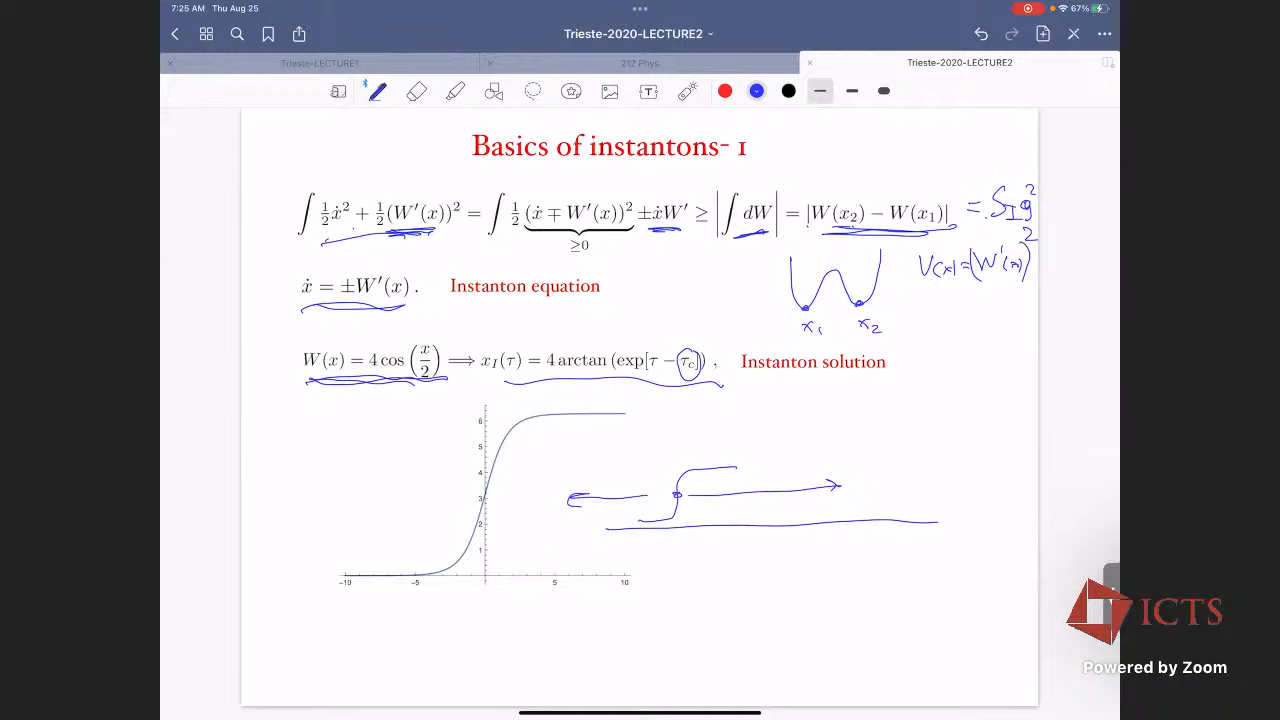 7:25 AM Thu Aug 25
67%
Trieste-2020-LECTURE2
Trieste-LECTURE1
212 Phys
Trieste-2020-LECTURE2
Basics of instantons- 1
∫ ½ẋ² + ½(W′(x))² = ∫ ½ (ẋ ∓ W′(x))² ±ẋW′ ≥ |∫ dW| = |W(x₂) − W(x₁)| = S_I g²
≥0
V(x) = (W′(x))²
ẋ = ±W′(x) .
Instanton equation
x₁ x₂
W(x) = 4 cos (x/2) ⟹ x_I(τ) = 4 arctan (exp[τ − τ_c]) ,
Instanton solution
6
5
4
3
2
1
-10 -5 5 10
ICTS
Powered by Zoom